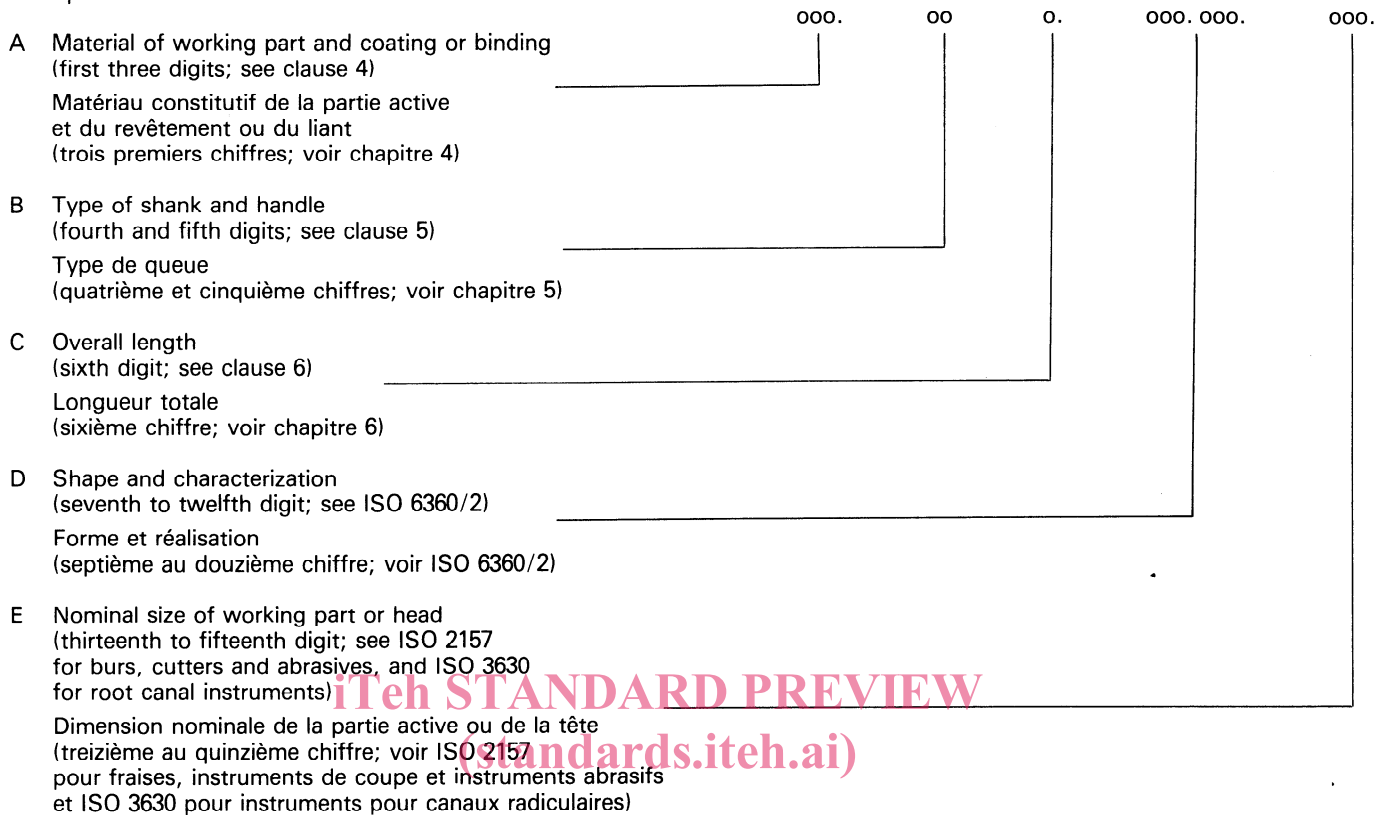 ooo. oo o. ooo. ooo. ooo.
A Material of working part and coating or binding
(first three digits; see clause 4)
Matériau constitutif de la partie active
et du revêtement ou du liant
(trois premiers chiffres; voir chapitre 4)
B Type of shank and handle
(fourth and fifth digits; see clause 5)
Type de queue
(quatrième et cinquième chiffres; voir chapitre 5)
C Overall length
(sixth digit; see clause 6)
Longueur totale
(sixième chiffre; voir chapitre 6)
D Shape and characterization
(seventh to twelfth digit; see ISO 6360/2)
Forme et réalisation
(septième au douzième chiffre; voir ISO 6360/2)
E Nominal size of working part or head
(thirteenth to fifteenth digit; see ISO 2157
for burs, cutters and abrasives, and ISO 3630
for root canal instruments)
iTeh STANDARD PREVIEW
Dimension nominale de la partie active ou de la tête
(treizième au quinzième chiffre; voir ISO 2157
(standards.iteh.ai)
pour fraises, instruments de coupe et instruments abrasifs
et ISO 3630 pour instruments pour canaux radiculaires)